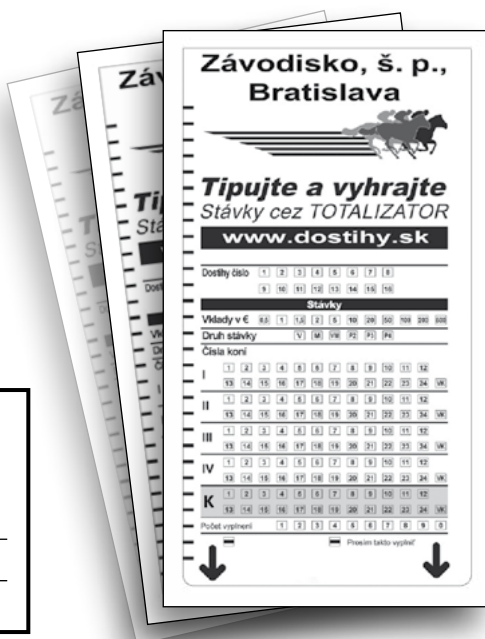 Závodisko, š. p.,
Bratislava
Tipujte a vyhrajte
Stávky cez TOTALIZATOR
www.dostihy.sk
Dostihy číslo 1 2 3 4 5 6 7 8
9 10 11 12 13 14 15 16
Stávky
Vklady v € 0,5 1 1,5 2 5 10 20 50 100 200 500
Druh stávky V M VM P2 P3 P4
Čísla koní
I 1 2 3 4 5 6 7 8 9 10 11 12
13 14 15 16 17 18 19 20 21 22 23 24 VK
II 1 2 3 4 5 6 7 8 9 10 11 12
13 14 15 16 17 18 19 20 21 22 23 24 VK
III 1 2 3 4 5 6 7 8 9 10 11 12
13 14 15 16 17 18 19 20 21 22 23 24 VK
IV 1 2 3 4 5 6 7 8 9 10 11 12
13 14 15 16 17 18 19 20 21 22 23 24 VK
K 1 2 3 4 5 6 7 8 9 10 11 12
13 14 15 16 17 18 19 20 21 22 23 24 VK
Počet vyplnení 1 2 3 4 5 6 7 8 9 0
Prosím takto vyplniť